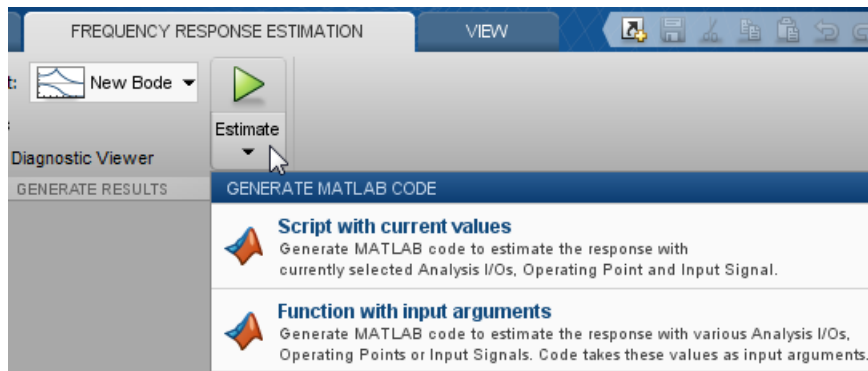 FREQUENCY RESPONSE ESTIMATION VIEW
t: New Bode
Estimate
Diagnostic Viewer
GENERATE RESULTS
GENERATE MATLAB CODE
Script with current values
Generate MATLAB code to estimate the response with
currently selected Analysis I/Os, Operating Point and Input Signal.
Function with input arguments
Generate MATLAB code to estimate the response with various Analysis I/Os,
Operating Points or Input Signals. Code takes these values as input arguments.